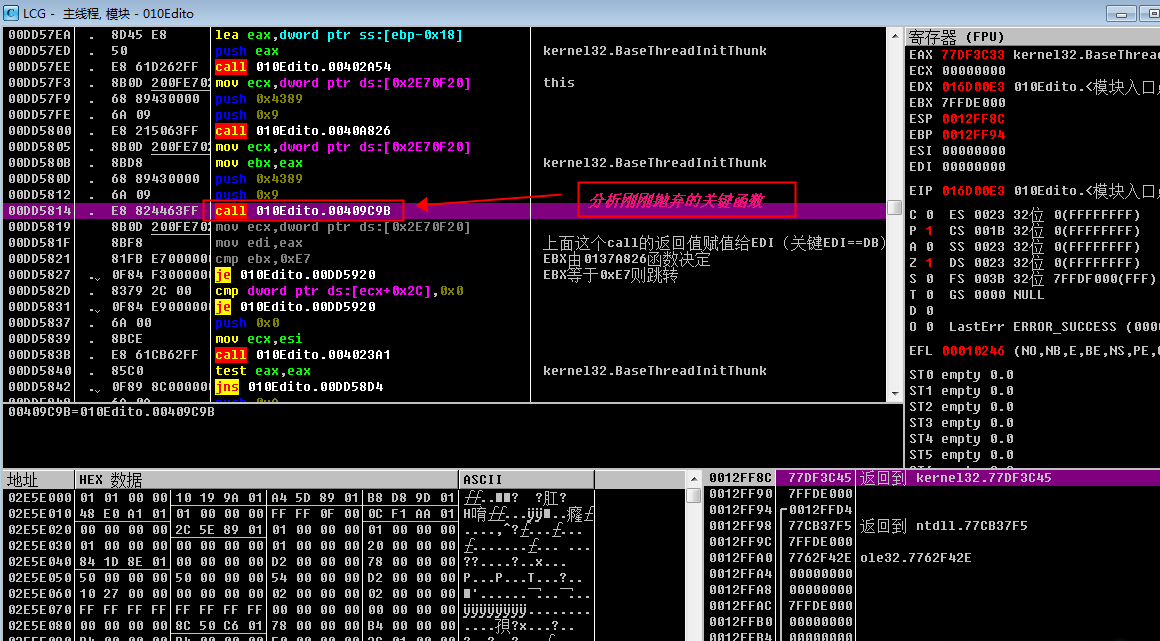 LCG - 主线程, 模块 - 010Edito
00DD57EA . 8D45 E8 lea eax,dword ptr ss:[ebp-0x18]
00DD57ED . 50 push eax kernel32.BaseThreadInitThunk
00DD57EE . E8 61D262FF call 010Edito.00402A54
00DD57F3 . 8B0D 200FE702 mov ecx,dword ptr ds:[0x2E70F20] this
00DD57F9 . 68 89430000 push 0x4389
00DD57FE . 6A 09 push 0x9
00DD5800 . E8 215063FF call 010Edito.0040A826
00DD5805 . 8B0D 200FE702 mov ecx,dword ptr ds:[0x2E70F20]
00DD580B . 8BD8 mov ebx,eax kernel32.BaseThreadInitThunk
00DD580D . 68 89430000 push 0x4389
00DD5812 . 6A 09 push 0x9
00DD5814 . E8 824463FF call 010Edito.00409C9B
分析刚刚抛弃的关键函数
00DD5819 . 8B0D 200FE702 mov ecx,dword ptr ds:[0x2E70F20]
00DD581F . 8BF8 mov edi,eax 上面这个call的返回值赋值给EDI（关键EDI==DB）
00DD5821 . 81FB E7000000 cmp ebx,0xE7 EBX由0137A826函数决定
00DD5827 .. 0F84 F3000000 je 010Edito.00DD5920 EBX等于0xE7则跳转
00DD582D . 8379 2C 00 cmp dword ptr ds:[ecx+0x2C],0x0
00DD5831 .. 0F84 E9000000 je 010Edito.00DD5920
00DD5837 . 6A 00 push 0x0
00DD5839 . 8BCE mov ecx,esi
00DD583B . E8 61CB62FF call 010Edito.004023A1
00DD5840 . 85C0 test eax,eax kernel32.BaseThreadInitThunk
00DD5842 .. 0F89 8C000000 jns 010Edito.00DD58D4
00409C9B=010Edito.00409C9B
寄存器 (FPU)
EAX 77DF3C33 kernel32.BaseThread
ECX 00000000
EDX 016D00E3 010Edito.<模块入口
EBX 7FFDE000
ESP 0012FF8C
EBP 0012FF94
ESI 00000000
EDI 00000000
EIP 016D00E3 010Edito.<模块入口
C 0 ES 0023 32位 0(FFFFFFFF)
P 1 CS 001B 32位 0(FFFFFFFF)
A 0 SS 0023 32位 0(FFFFFFFF)
Z 1 DS 0023 32位 0(FFFFFFFF)
S 0 FS 003B 32位 7FFDF000(FFF)
T 0 GS 0000 NULL
D 0
O 0 LastErr ERROR_SUCCESS (0000
EFL 00010246 (NO,NB,E,BE,NS,PE,
ST0 empty 0.0
ST1 empty 0.0
ST2 empty 0.0
ST3 empty 0.0
ST4 empty 0.0
ST5 empty 0.0
地址 HEX 数据 ASCII
02E5E000 01 01 00 00 10 19 9A 01 A4 5D 89 01 B8 D8 9D 01
02E5E010 48 E0 A1 01 01 00 00 00 FF FF 0F 00 0C F1 AA 01
02E5E020 00 00 00 00 2C 5E 89 01 01 00 00 00 01 00 00 00
02E5E030 01 00 00 00 00 00 00 00 01 00 00 00 20 00 00 00
02E5E040 84 1D 8E 01 00 00 00 00 D2 00 00 00 78 00 00 00 ??....?..x...
02E5E050 50 00 00 00 50 00 00 00 54 00 00 00 D2 00 00 00 P...P...T...?..
02E5E060 10 27 00 00 00 00 00 00 02 00 00 00 02 00 00 00
02E5E070 FF FF FF FF FF FF FF FF 00 00 00 00 00 00 00 00 ÿÿÿÿÿÿÿÿ........
02E5E080 00 00 00 00 8C 50 C6 01 78 00 00 00 B4 00 00 00
0012FF8C 77DF3C45 返回到 kernel32.77DF3C45
0012FF90 7FFDE000
0012FF94 0012FFD4
0012FF98 77CB37F5 返回到 ntdll.77CB37F5
0012FF9C 7FFDE000
0012FFA0 7762F42E ole32.7762F42E
0012FFA4 00000000
0012FFA8 00000000
0012FFAC 7FFDE000
0012FFB0 00000000
0012FFB4 00000000